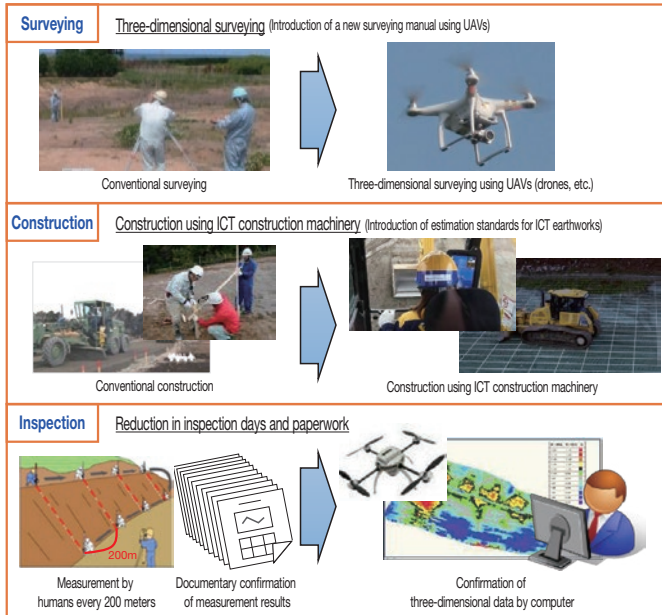 Surveying
Three-dimensional surveying (Introduction of a new surveying manual using UAVs)
Conventional surveying
Three-dimensional surveying using UAVs (drones, etc.)
Construction
Construction using ICT construction machinery (Introduction of estimation standards for ICT earthworks)
Conventional construction
Construction using ICT construction machinery
Inspection
Reduction in inspection days and paperwork
200m
Measurement by
humans every 200 meters
Documentary confirmation
of measurement results
Confirmation of
three-dimensional data by computer